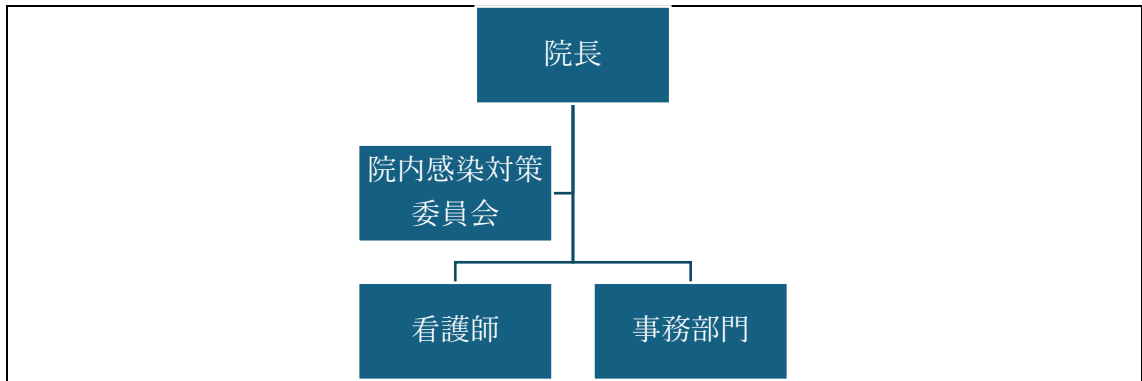 院長
院内感染対策
委員会
看護師
事務部門